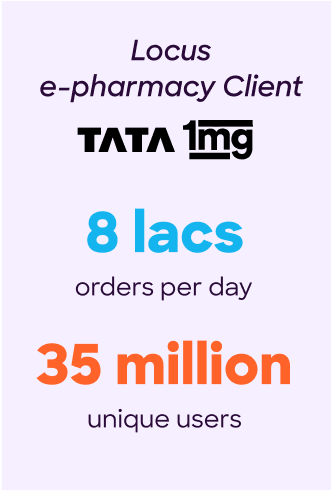 Locus
e-pharmacy Client
TATA 1mg
8 lacs
orders per day
35 million
unique users